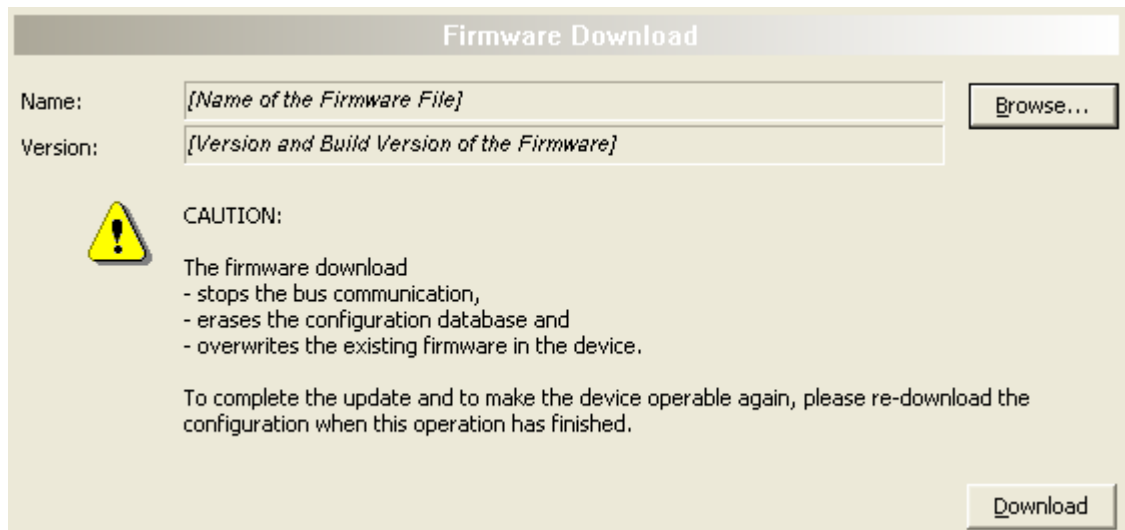 Firmware Download
Name:
[Name of the Firmware File]
Browse...
Version:
[Version and Build Version of the Firmware]
CAUTION:
The firmware download
- stops the bus communication,
- erases the configuration database and
- overwrites the existing firmware in the device.
To complete the update and to make the device operable again, please re-download the
configuration when this operation has finished.
Download